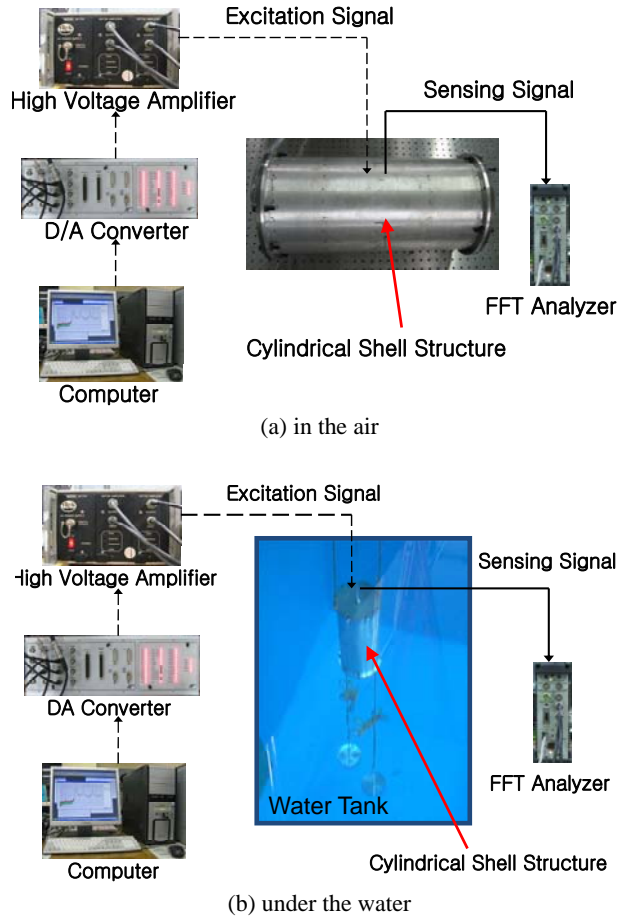 Excitation Signal
High Voltage Amplifier
Sensing Signal
D/A Converter
FFT Analyzer
Cylindrical Shell Structure
Computer
(a) in the air
Excitation Signal
High Voltage Amplifier
Sensing Signal
DA Converter
FFT Analyzer
Water Tank
Computer
Cylindrical Shell Structure
(b) under the water